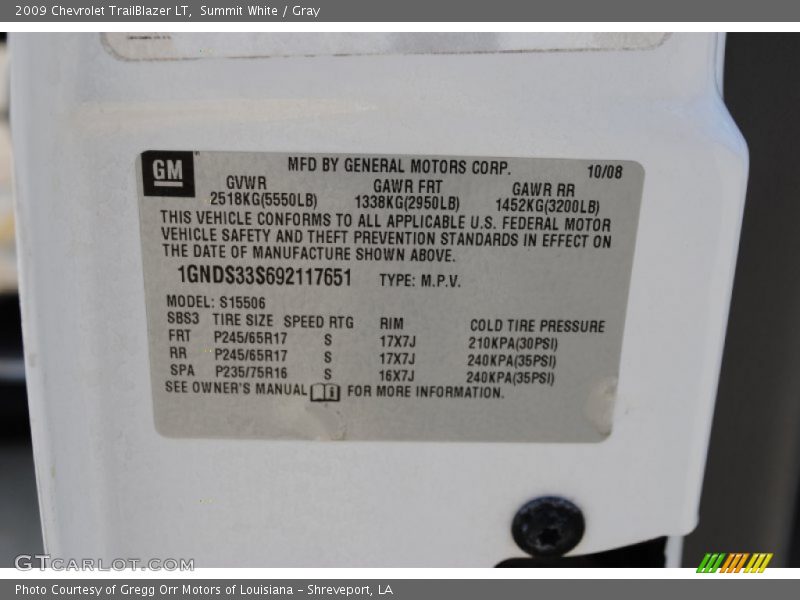 2009 Chevrolet TrailBlazer LT,  Summit White / Gray
GM
MFD BY GENERAL MOTORS CORP. 10/08
GVWR GAWR FRT GAWR RR
2518KG(5550LB) 1338KG(2950LB) 1452KG(3200LB)
THIS VEHICLE CONFORMS TO ALL APPLICABLE U.S. FEDERAL MOTOR
VEHICLE SAFETY AND THEFT PREVENTION STANDARDS IN EFFECT ON
THE DATE OF MANUFACTURE SHOWN ABOVE.
1GNDS33S692117651 TYPE: M.P.V.
MODEL: S15506
SBS3 TIRE SIZE SPEED RTG RIM COLD TIRE PRESSURE
FRT P245/65R17 S 17X7J 210KPA(30PSI)
RR P245/65R17 S 17X7J 240KPA(35PSI)
SPA P235/75R16 S 16X7J 240KPA(35PSI)
SEE OWNER'S MANUAL FOR MORE INFORMATION.
GTCARLOT.COM
Photo Courtesy of Gregg Orr Motors of Louisiana – Shreveport, LA